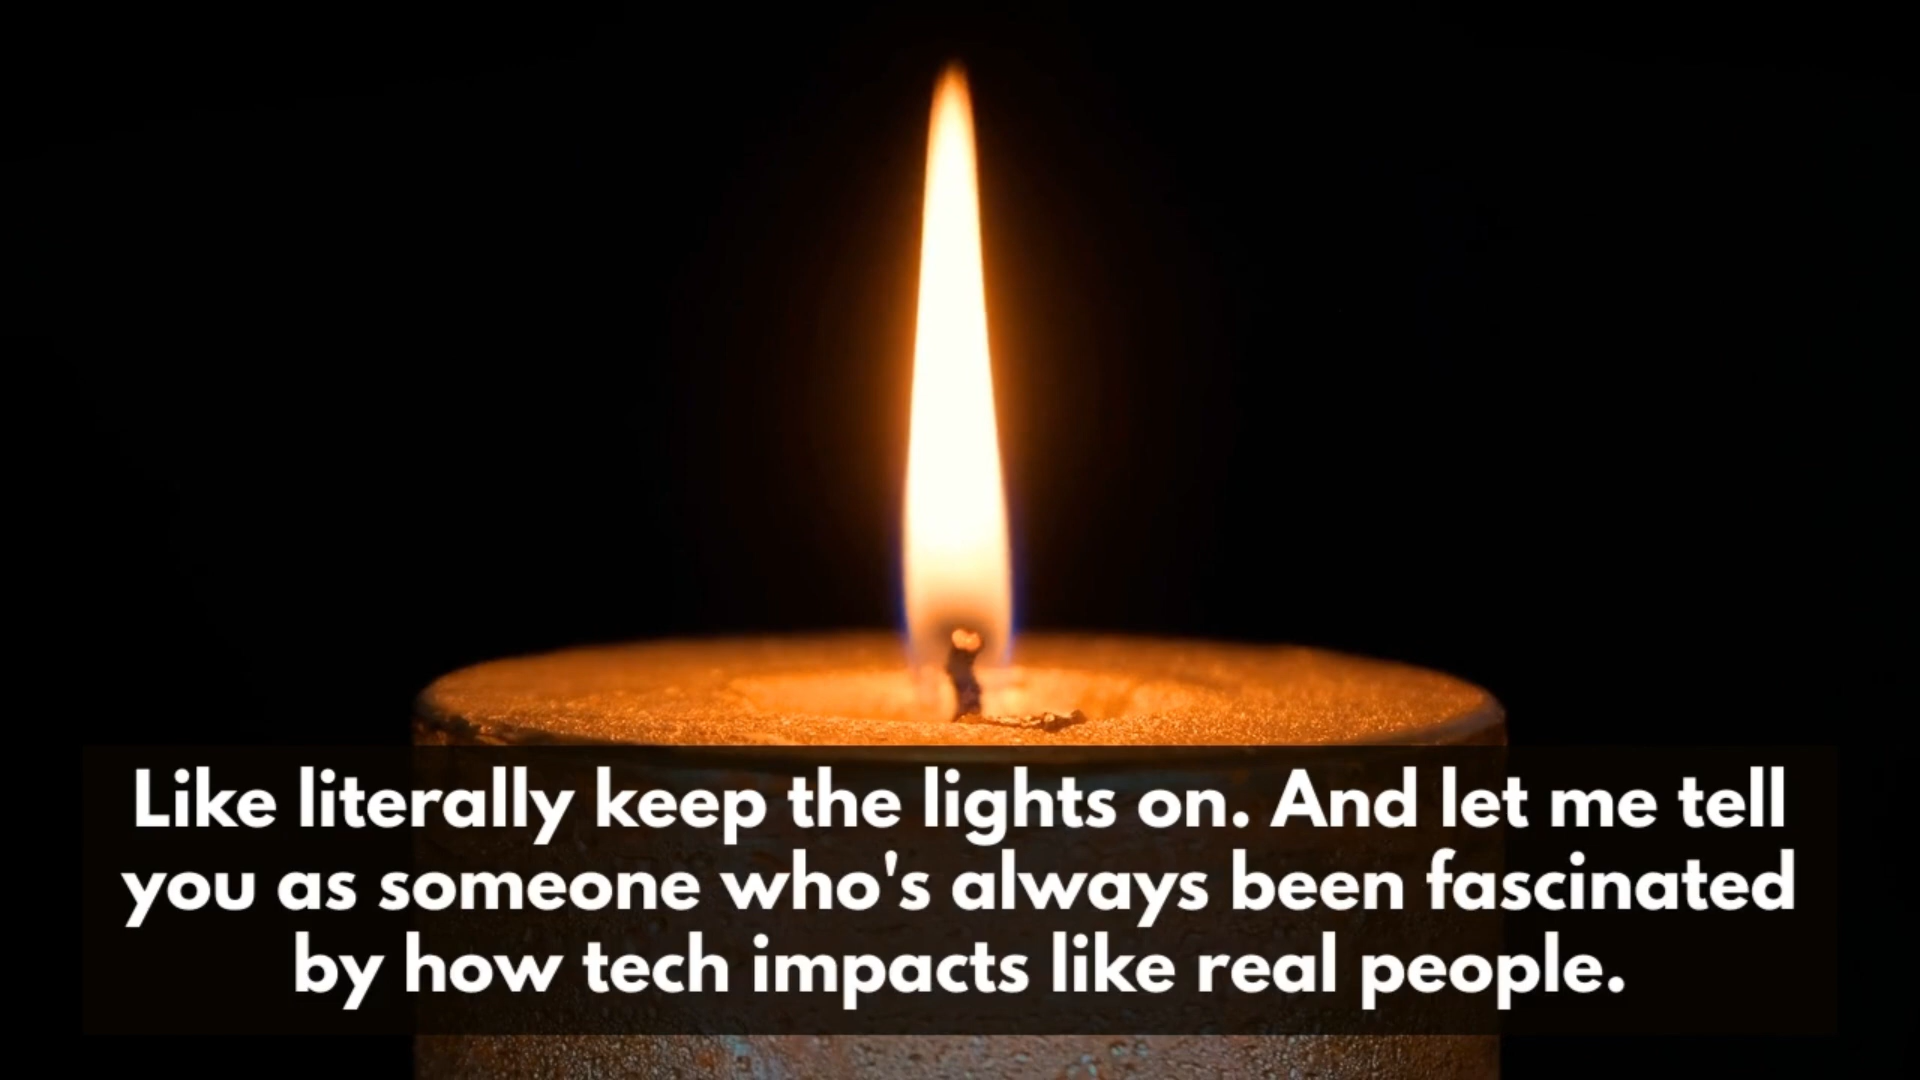 Like literally keep the lights on. And let me tell
you as someone who's always been fascinated
by how tech impacts like real people.